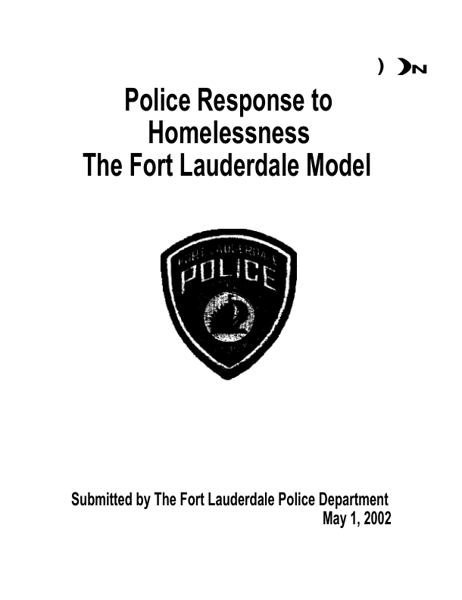 Police Response to
Homelessness
The Fort Lauderdale Model
FORT LAUDERDALE
POLICE
Submitted by The Fort Lauderdale Police Department
May 1, 2002